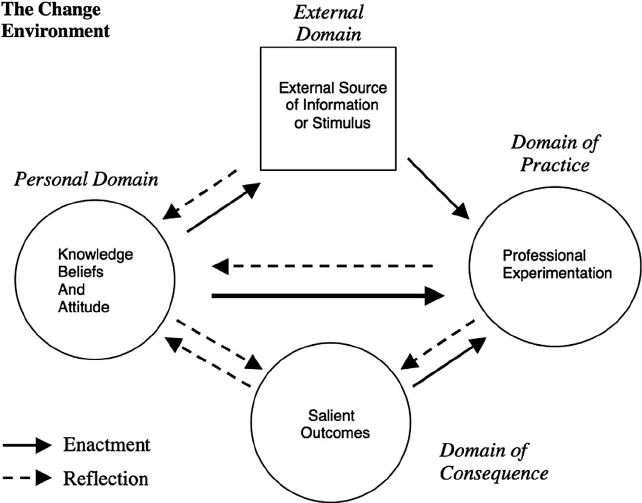 The Change
Environment
External
Domain
External Source
of Information
or Stimulus
Domain of
Practice
Personal Domain
Knowledge
Beliefs
And
Attitude
Professional
Experimentation
Salient
Outcomes
Enactment
Reflection
Domain of
Consequence